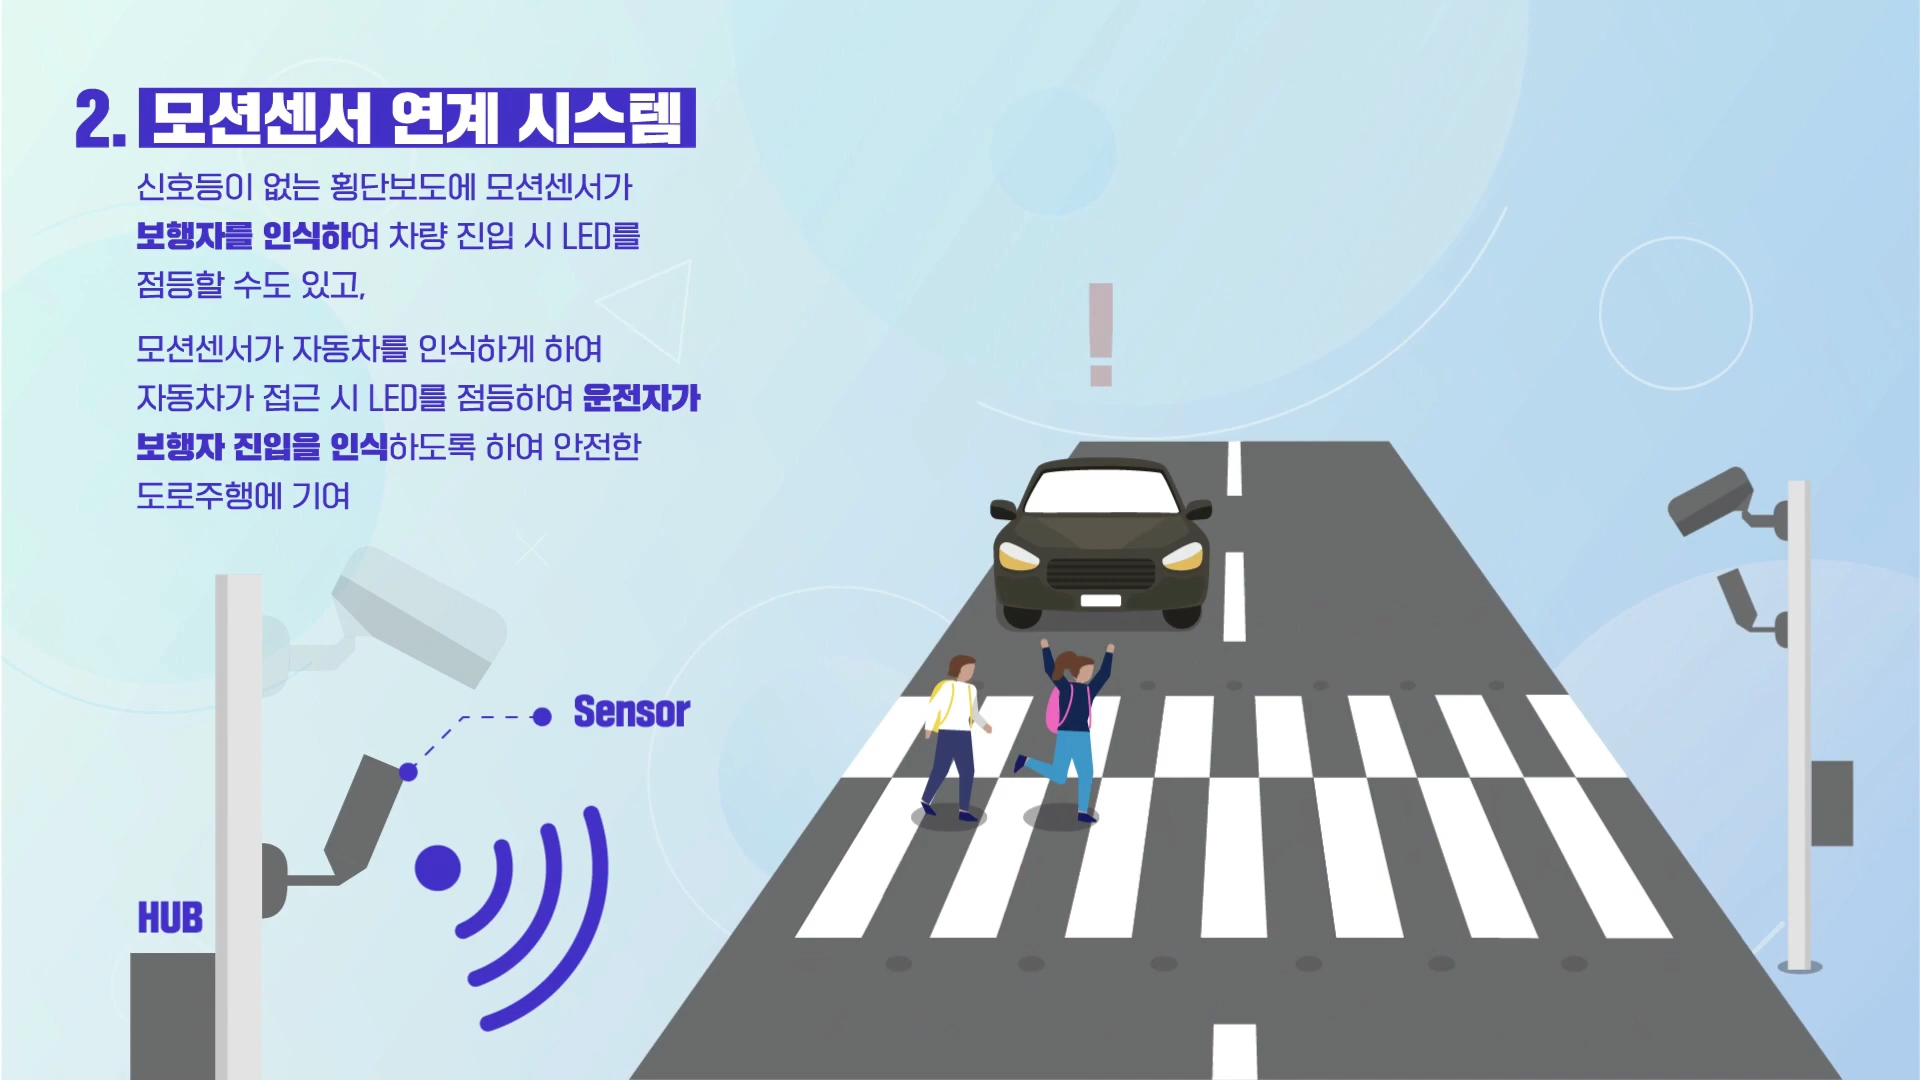 2. 모션센서 연계 시스템
신호등이 없는 횡단보도에 모션센서가
보행자를 인식하여 차량 진입 시 LED를
점등할 수도 있고,
모션센서가 자동차를 인식하게 하여
자동차가 접근 시 LED를 점등하여 운전자가
보행자 진입을 인식하도록 하여 안전한
도로주행에 기여
!
Sensor
HUB